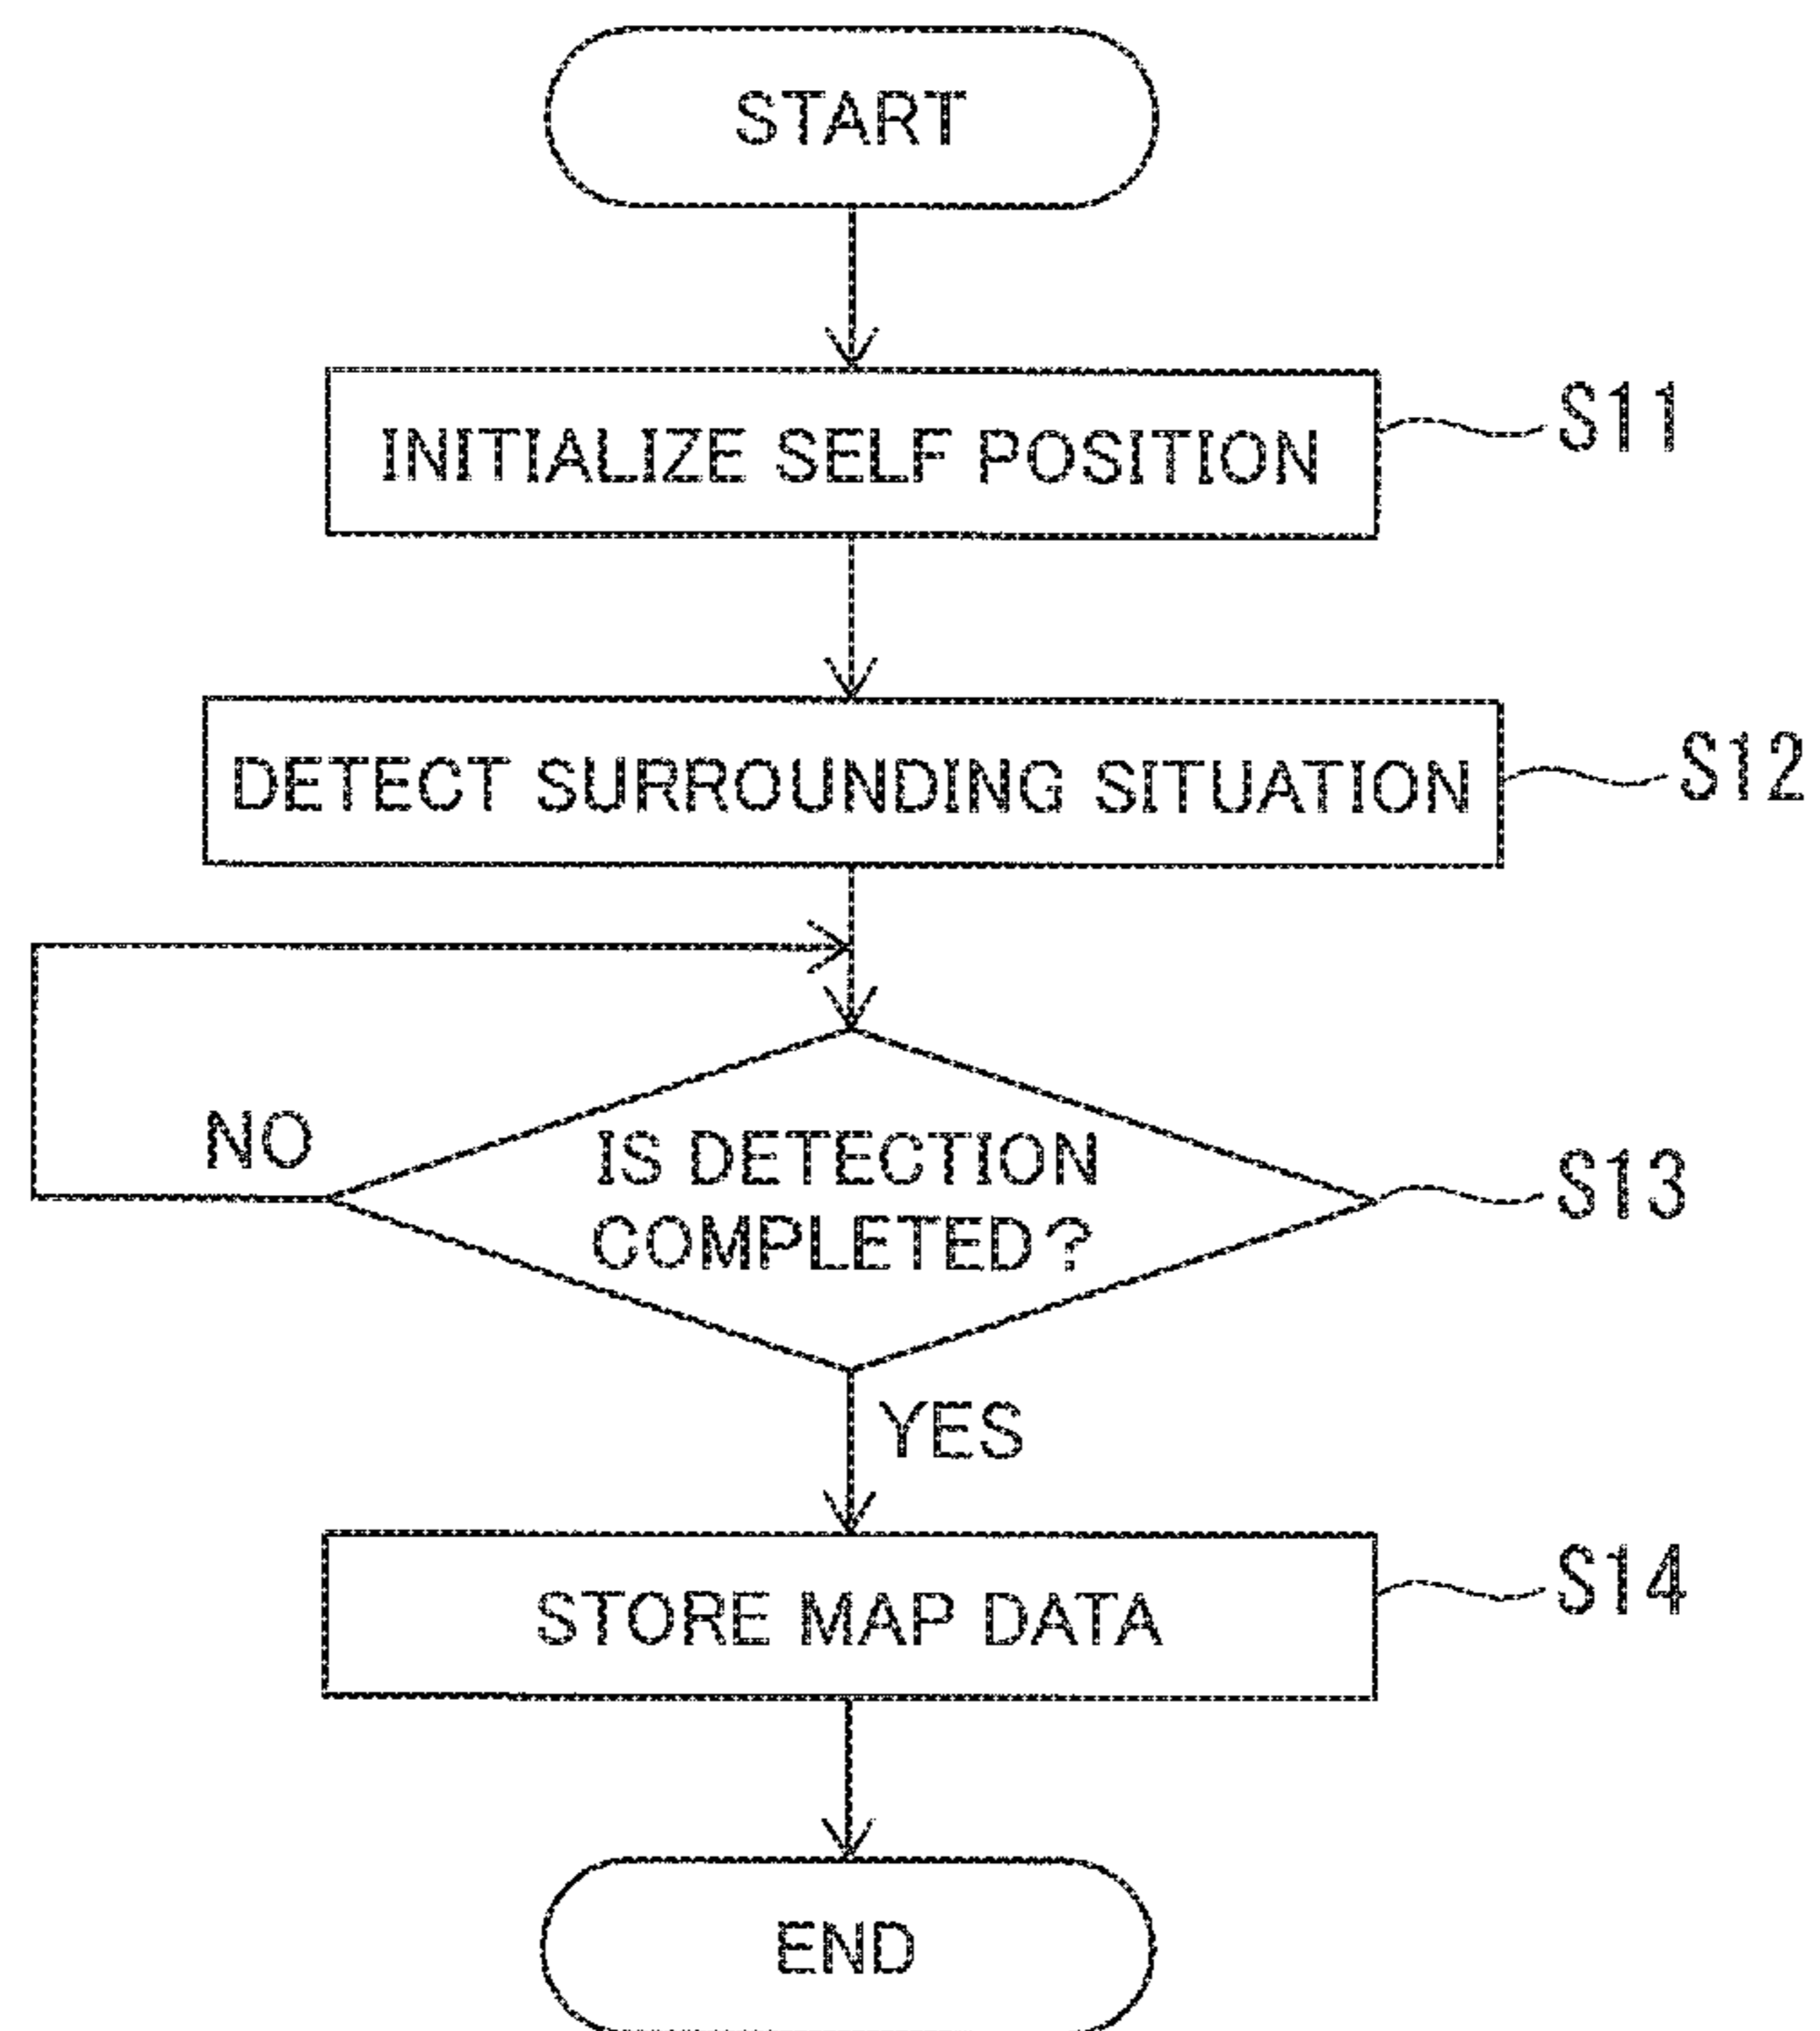 START
INITIALIZE SELF POSITION
S11
DETECT SURROUNDING SITUATION
S12
NO
IS DETECTION
COMPLETED?
S13
YES
STORE MAP DATA
S14
END